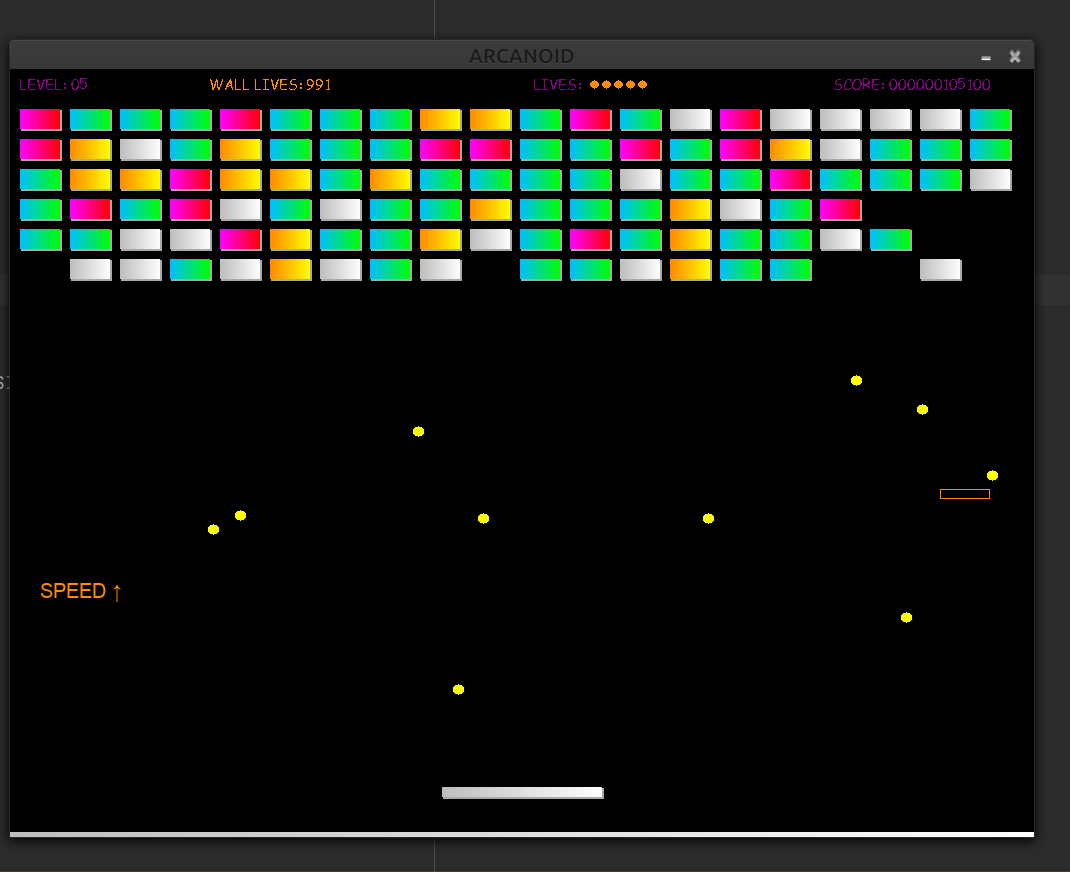 ARCANOID
LEVEL: 05 WALL LIVES: 991 LIVES: SCORE: 000000105100
SPEED ↑